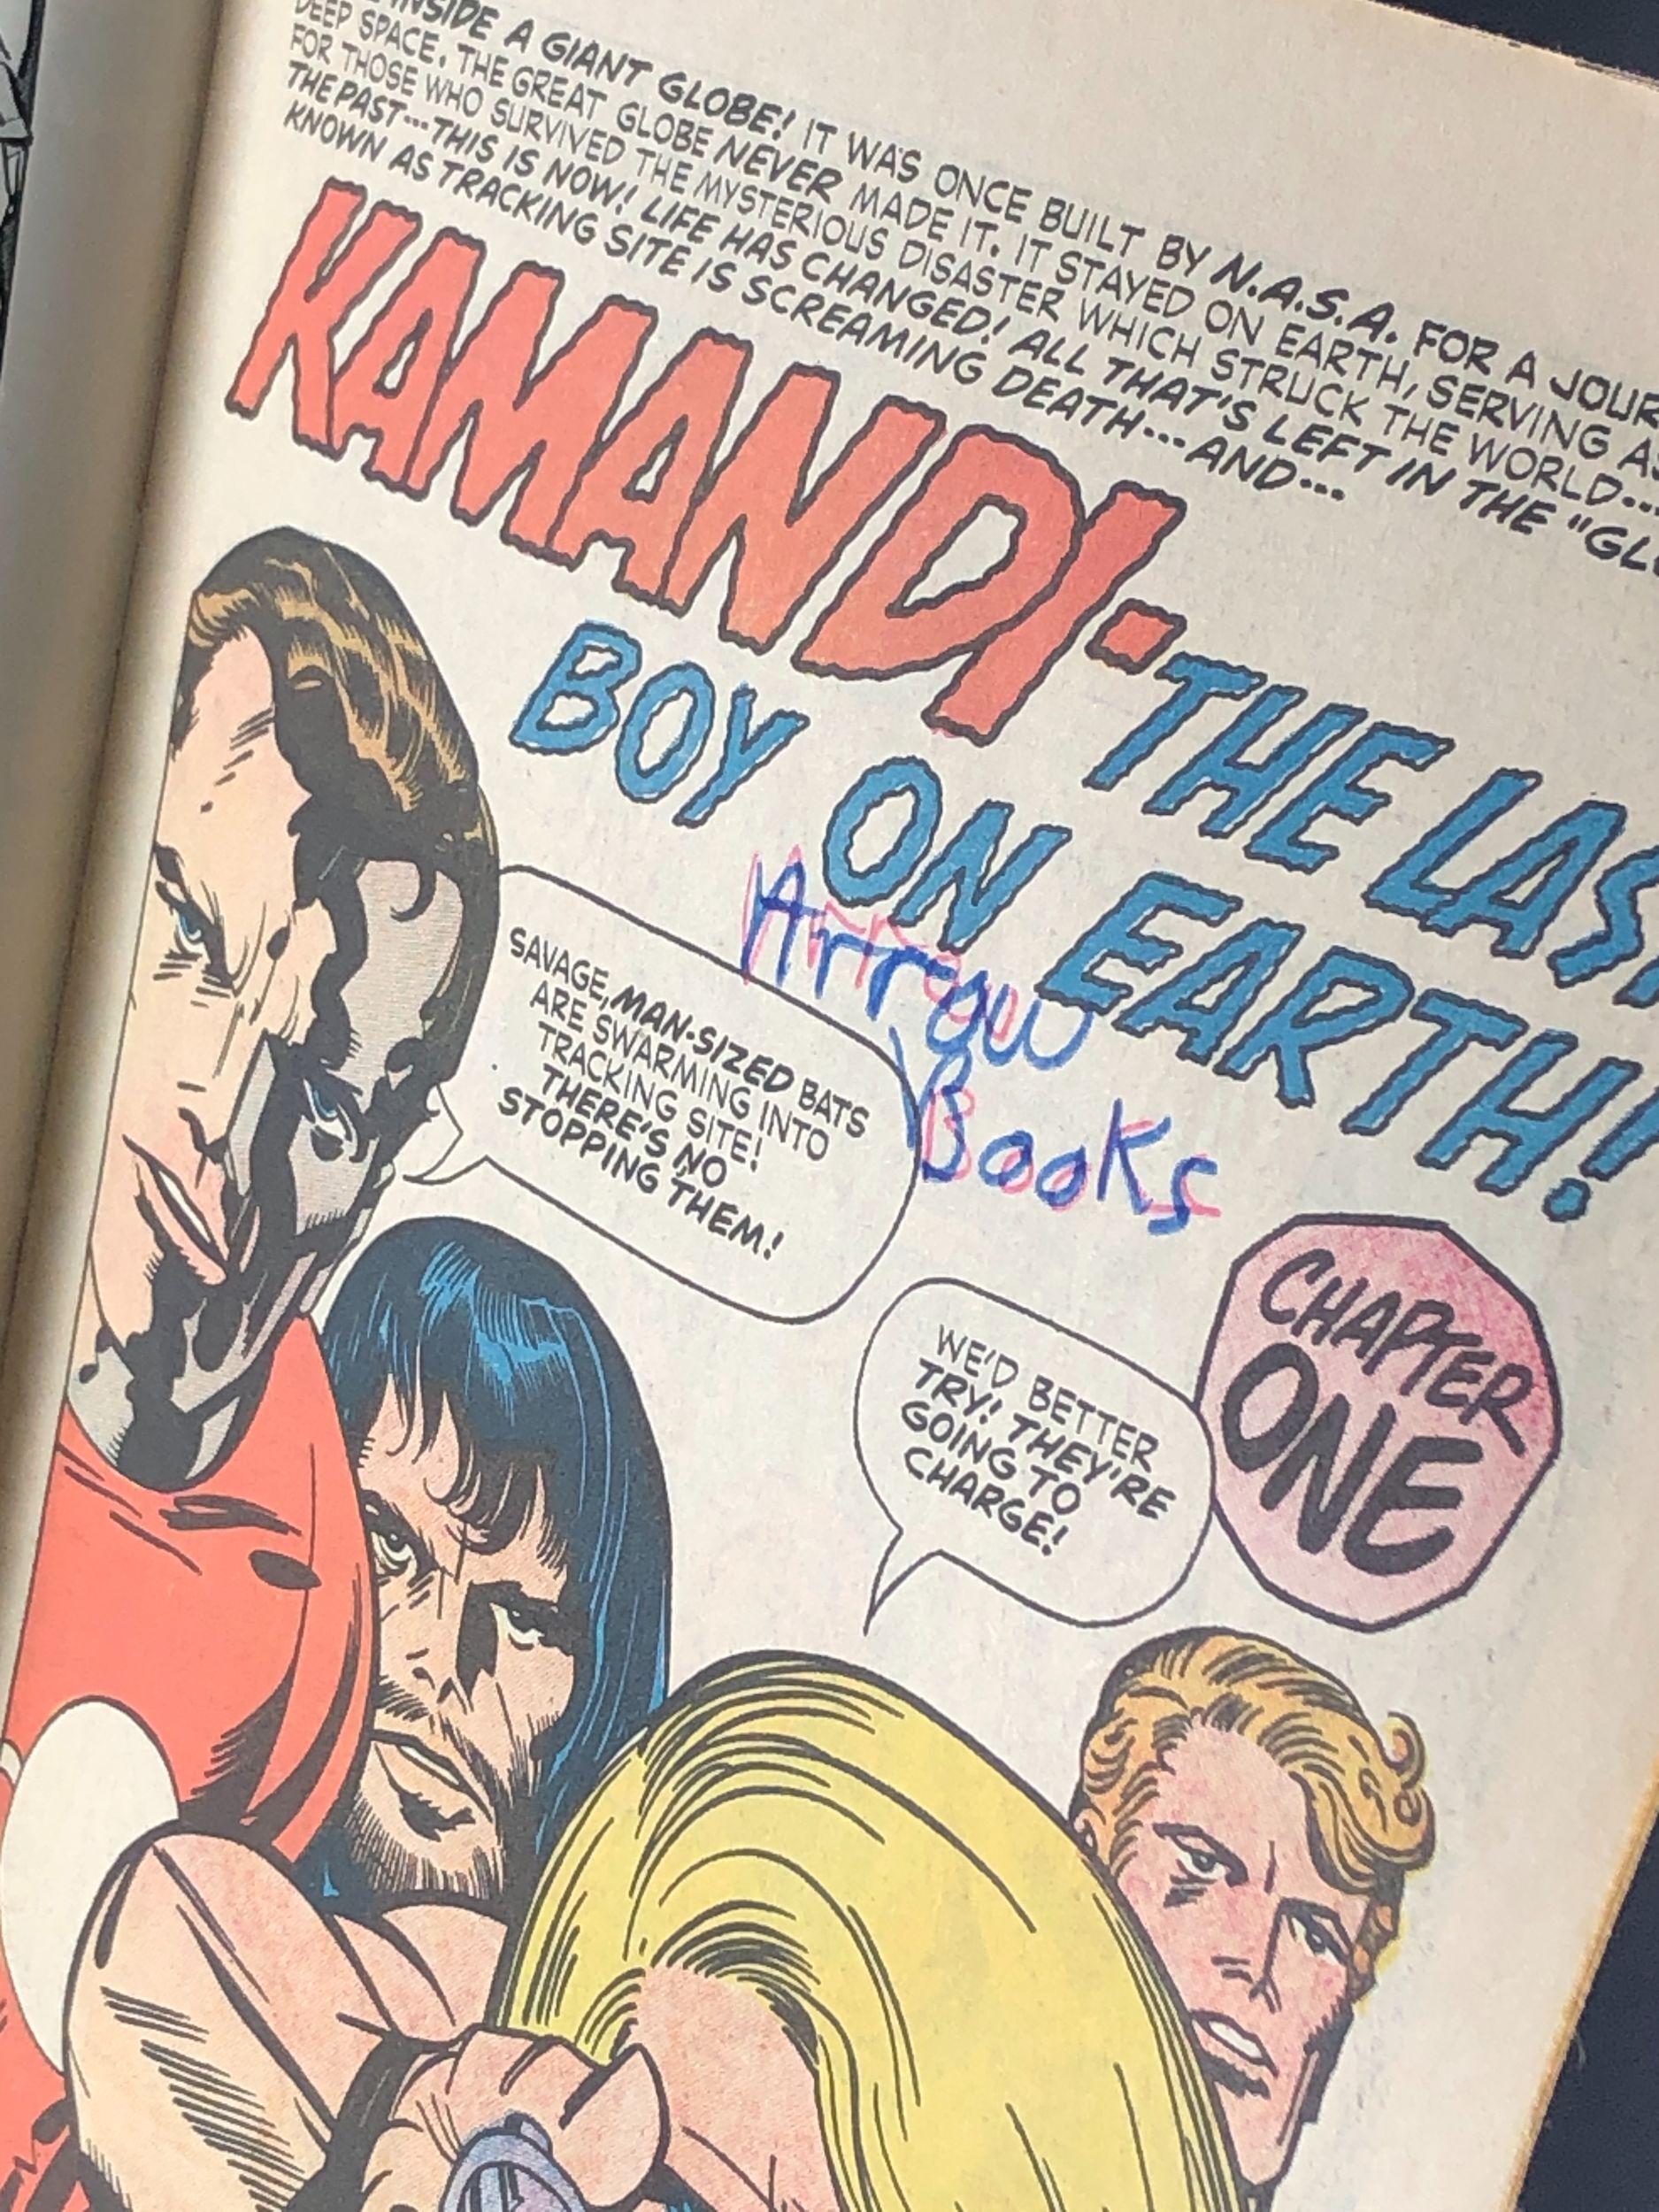 INSIDE A GIANT GLOBE! IT WAS ONCE BUILT BY N.A.S.A. FOR A JOUR
DEEP SPACE. THE GREAT GLOBE NEVER MADE IT. IT STAYED ON EARTH, SERVING AS
FOR THOSE WHO SURVIVED THE MYSTERIOUS DISASTER WHICH STRUCK THE WORLD...
THE PAST...THIS IS NOW! LIFE HAS CHANGED! ALL THAT'S LEFT IN THE "GL
KNOWN AS TRACKING SITE IS SCREAMING DEATH...AND...
KAMANDI-THE LAS
BOY ON EARTH!
Arrow
Books
SAVAGE, MAN-SIZED BATS
ARE SWARMING INTO
TRACKING SITE!
THERE'S NO
STOPPING THEM!
WE'D BETTER
TRY! THEY'RE
GOING TO
CHARGE!
CHAPTER
ONE